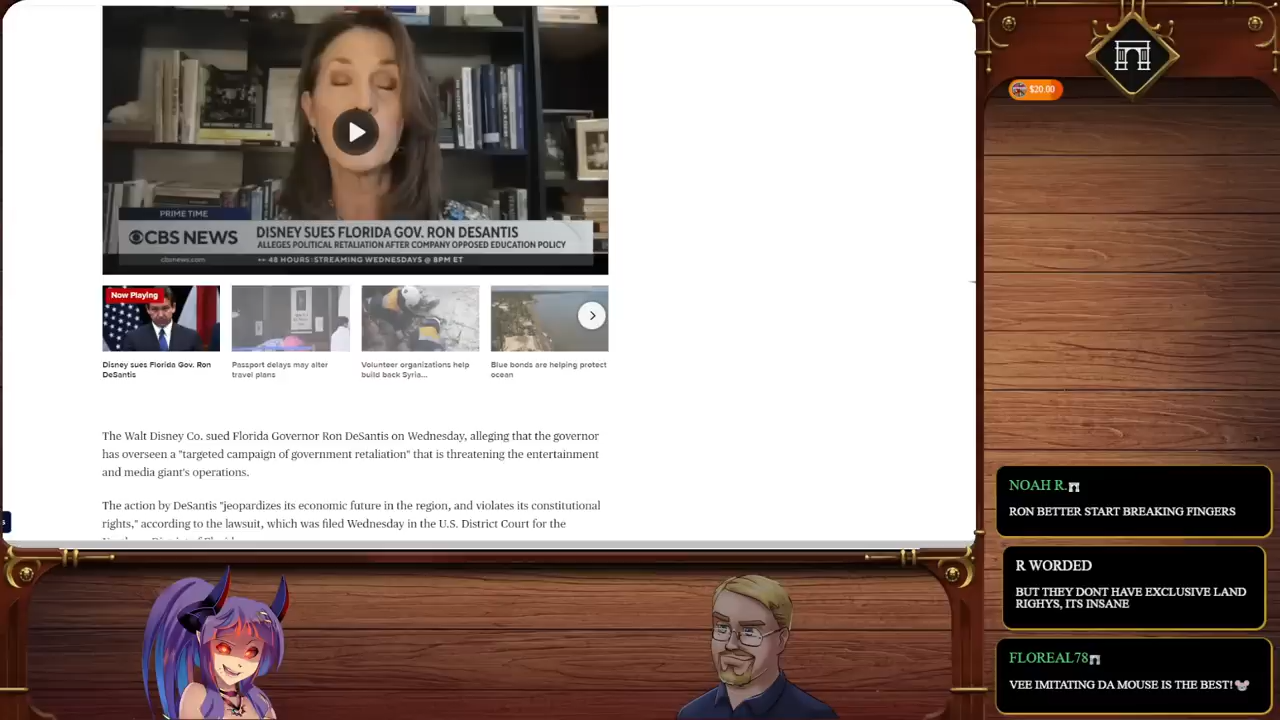 PRIME TIME
CBS NEWS
DISNEY SUES FLORIDA GOV. RON DESANTIS
ALLEGES POLITICAL RETALIATION AFTER COMPANY OPPOSED EDUCATION POLICY
cbsnews.com
48 HOURS: STREAMING WEDNESDAYS @ 8PM ET
Now Playing
Disney sues Florida Gov. Ron
DeSantis
Passport delays may alter
travel plans
Volunteer organizations help
build back Syria...
Blue bonds are helping protect
ocean
The Walt Disney Co. sued Florida Governor Ron DeSantis on Wednesday, alleging that the governor
has overseen a "targeted campaign of government retaliation" that is threatening the entertainment
and media giant's operations.
The action by DeSantis "jeopardizes its economic future in the region, and violates its constitutional
rights," according to the lawsuit, which was filed Wednesday in the U.S. District Court for the
$20.00
NOAH R.
RON BETTER START BREAKING FINGERS
R WORDED
BUT THEY DONT HAVE EXCLUSIVE LAND
RIGHYS, ITS INSANE
FLOREAL78
VEE IMITATING DA MOUSE IS THE BEST!